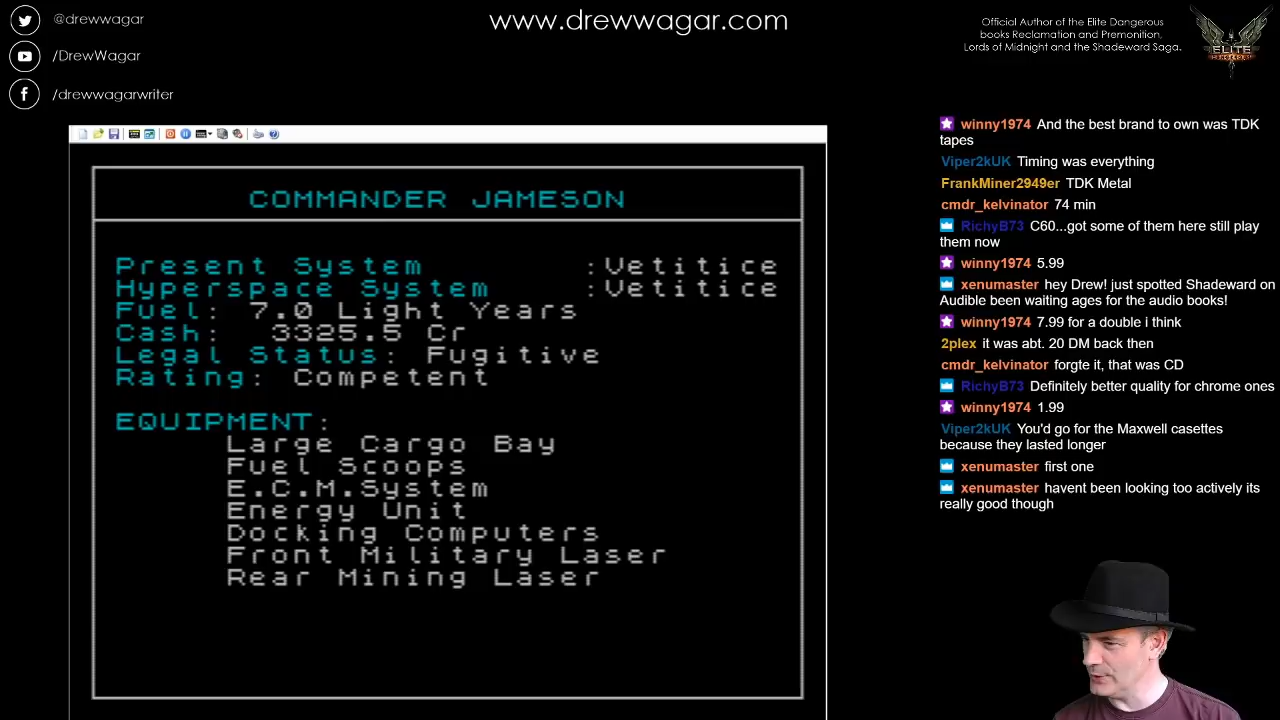 @drewwagar
/DrewWagar
/drewwagarwriter
www.drewwagar.com
Official Author of the Elite Dangerous
books Reclamation and Premonition,
Lords of Midnight and the Shadeward Saga.
ELITE
COMMANDER JAMESON
Present System :Vetitice
Hyperspace System :Vetitice
Fuel: 7.0 Light Years
Cash: 3325.5 Cr
Legal Status: Fugitive
Rating: Competent
EQUIPMENT:
Large Cargo Bay
Fuel Scoops
E.C.M.System
Energy Unit
Docking Computers
Front Military Laser
Rear Mining Laser
winny1974 And the best brand to own was TDK
tapes
Viper2kUK Timing was everything
FrankMiner2949er TDK Metal
cmdr_kelvinator 74 min
RichyB73 C60...got some of them here still play
them now
winny1974 5.99
xenumaster hey Drew! just spotted Shadeward on
Audible been waiting ages for the audio books!
winny1974 7.99 for a double i think
2plex it was abt. 20 DM back then
cmdr_kelvinator forgte it, that was CD
RichyB73 Definitely better quality for chrome ones
winny1974 1.99
Viper2kUK You'd go for the Maxwell casettes
because they lasted longer
xenumaster first one
xenumaster havent been looking too actively its
really good though